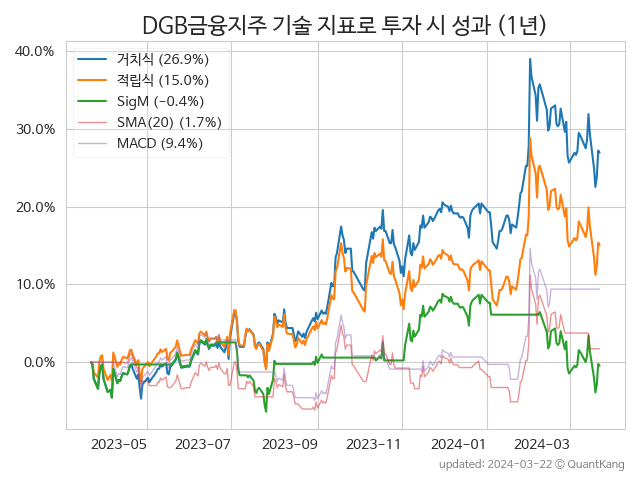 DGB금융지주 기술 지표로 투자 시 성과 (1년)
40.0%
30.0%
20.0%
10.0%
0.0%
거치식 (26.9%)
적립식 (15.0%)
SigM (−0.4%)
SMA(20) (1.7%)
MACD (9.4%)
2023-05 2023-07 2023-09 2023-11 2024-01 2024-03
updated: 2024-03-22 © QuantKang